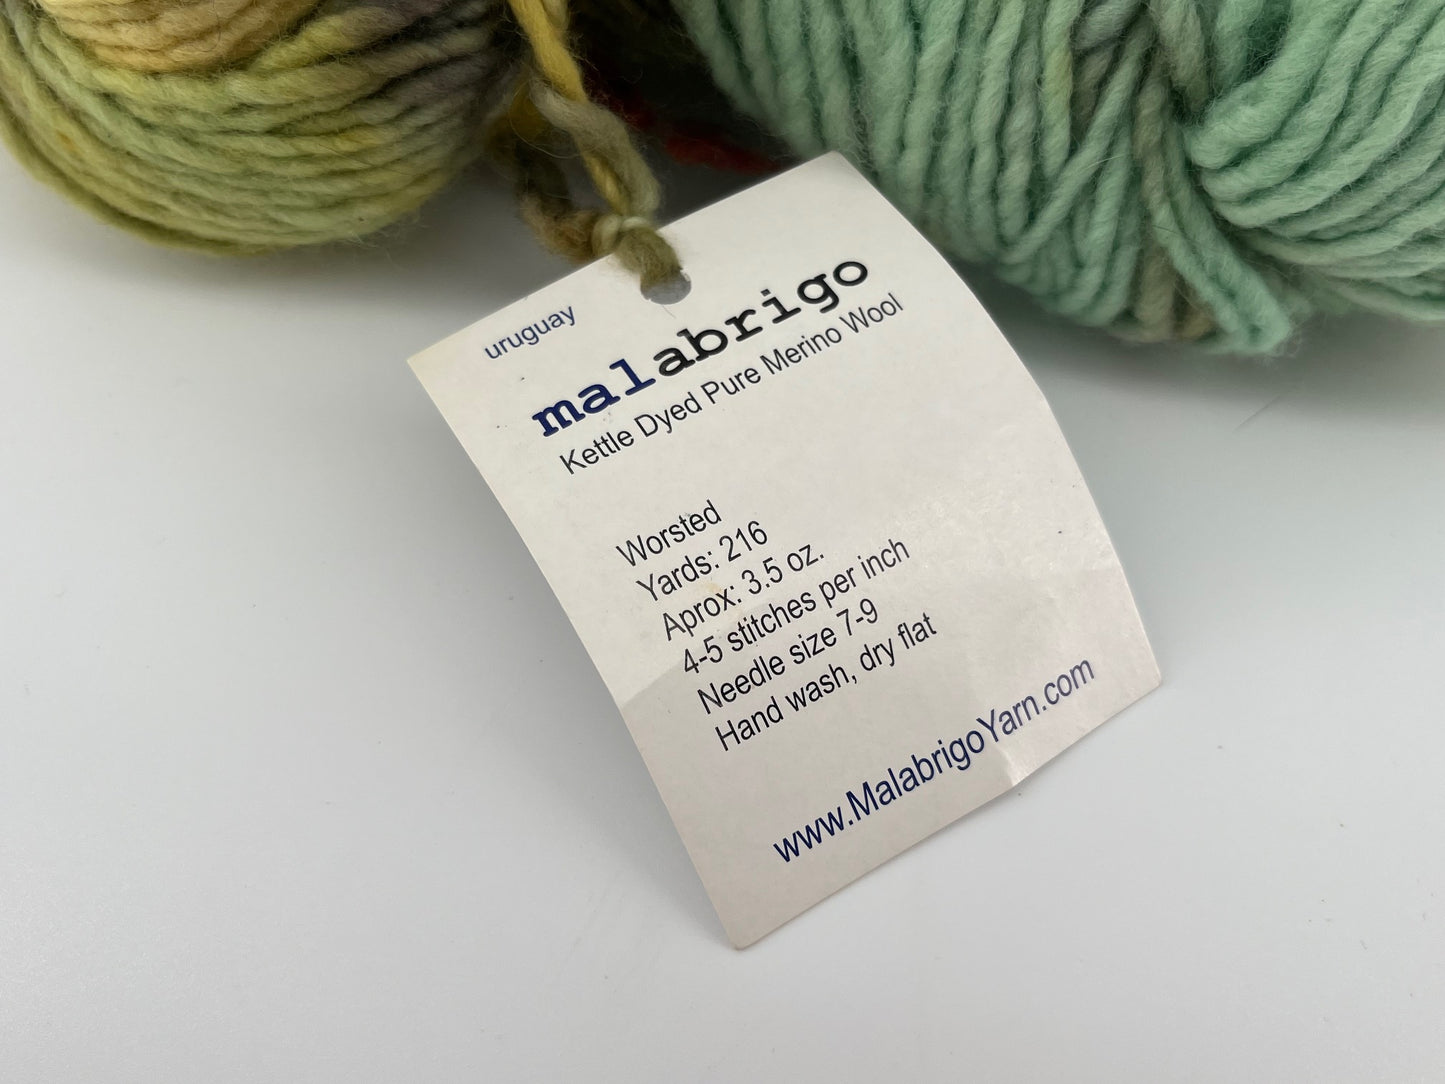 uruguay
malabrigo
Kettle Dyed Pure Merino Wool
Worsted
Yards: 216
Aprox: 3.5 oz.
4-5 stitches per inch
Needle size 7-9
Hand wash, dry flat
www.MalabrigoYarn.com